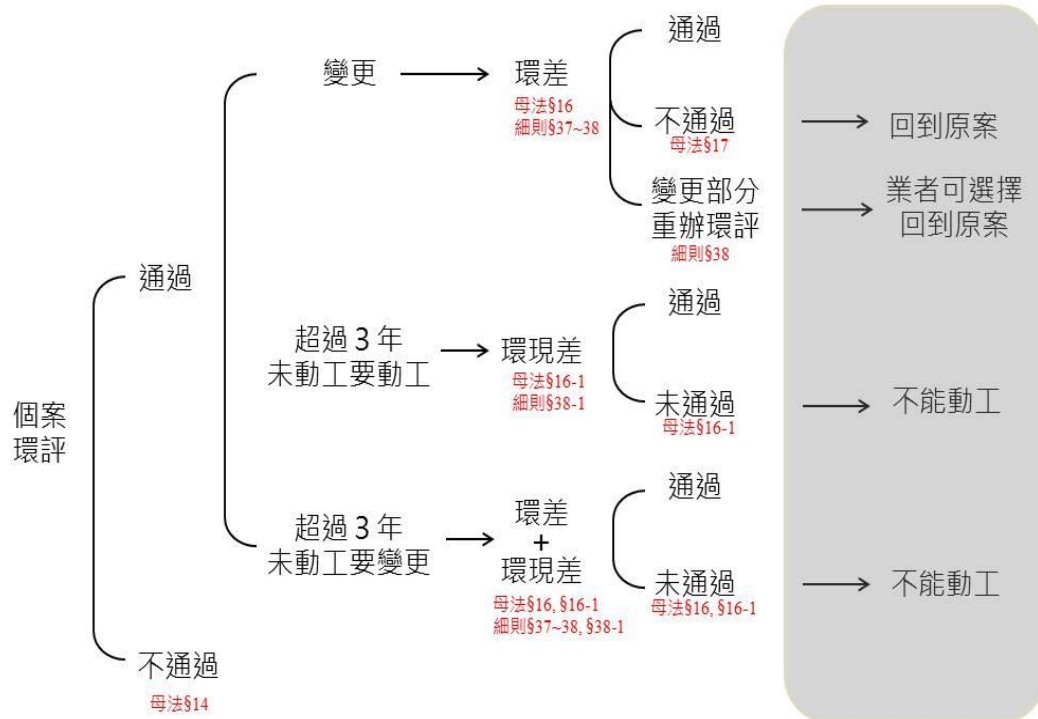 個案
環評
通過
不通過
母法§14
變更
環差
母法§16
細則§37~38
通過
不通過
母法§17
回到原案
變更部分
重辦環評
細則§38
業者可選擇
回到原案
超過3年
未動工要動工
環現差
母法§16-1
細則§38-1
通過
未通過
母法§16-1
不能動工
超過3年
未動工要變更
環差
+
環現差
母法§16, §16-1
細則§37~38, §38-1
通過
未通過
母法§16, §16-1
不能動工